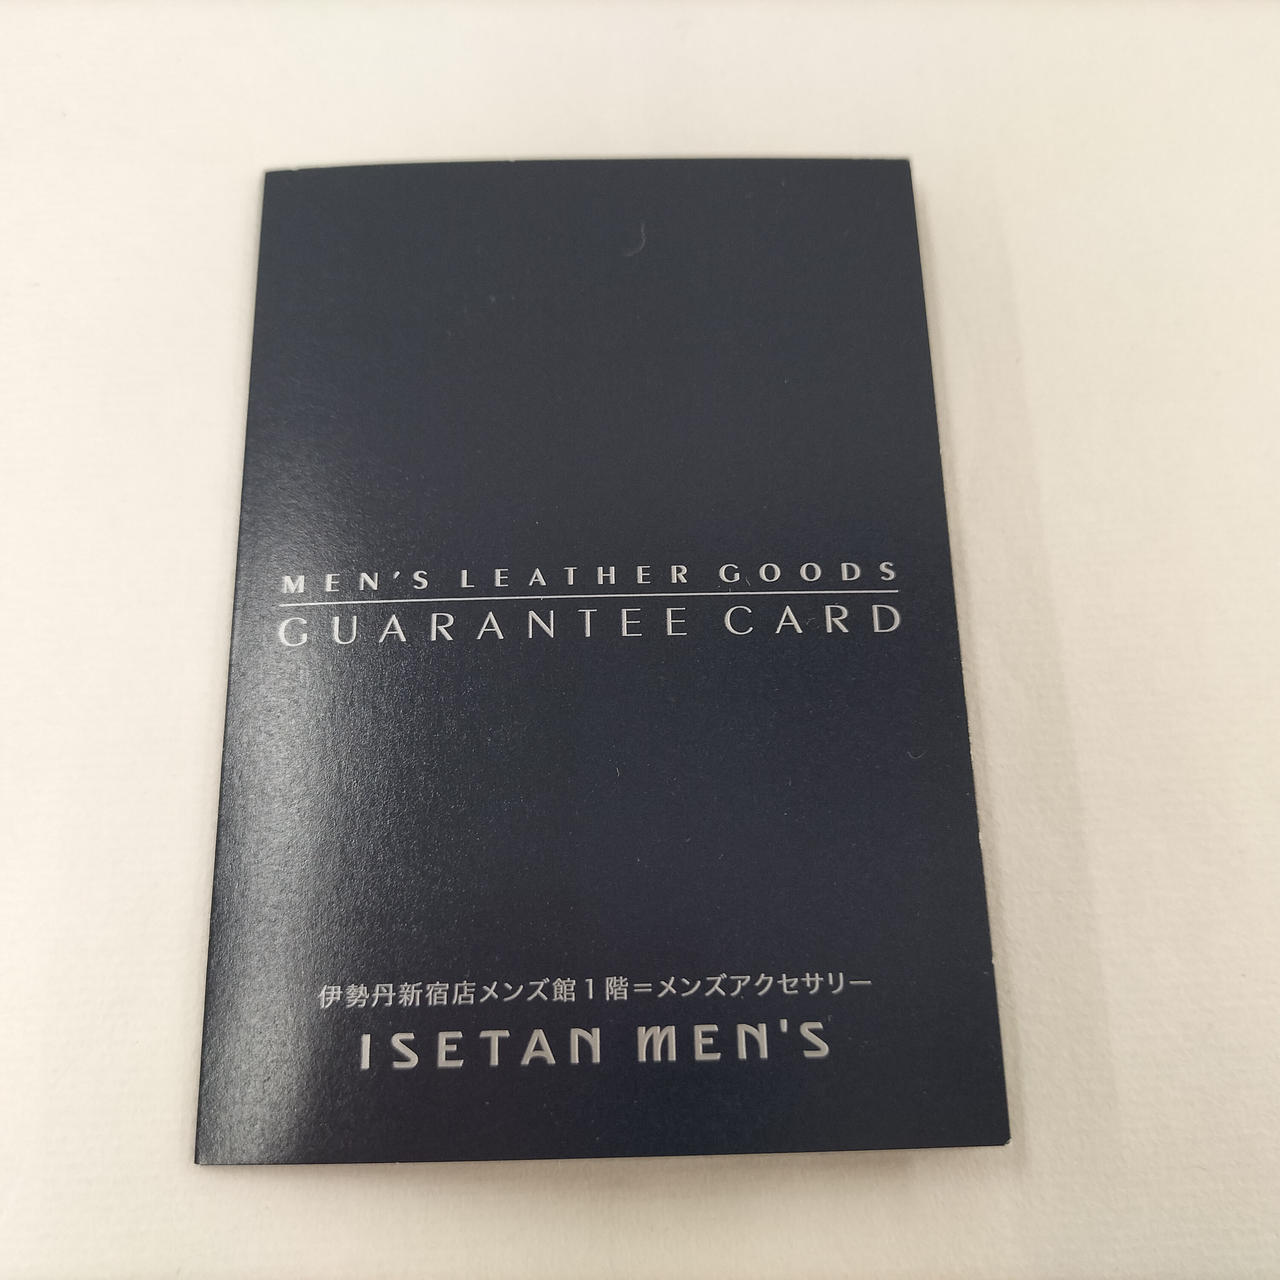 MEN'S LEATHER GOODS
GUARANTEE CARD
伊勢丹新宿店メンズ館1階＝メンズアクセサリー
ISETAN MEN'S